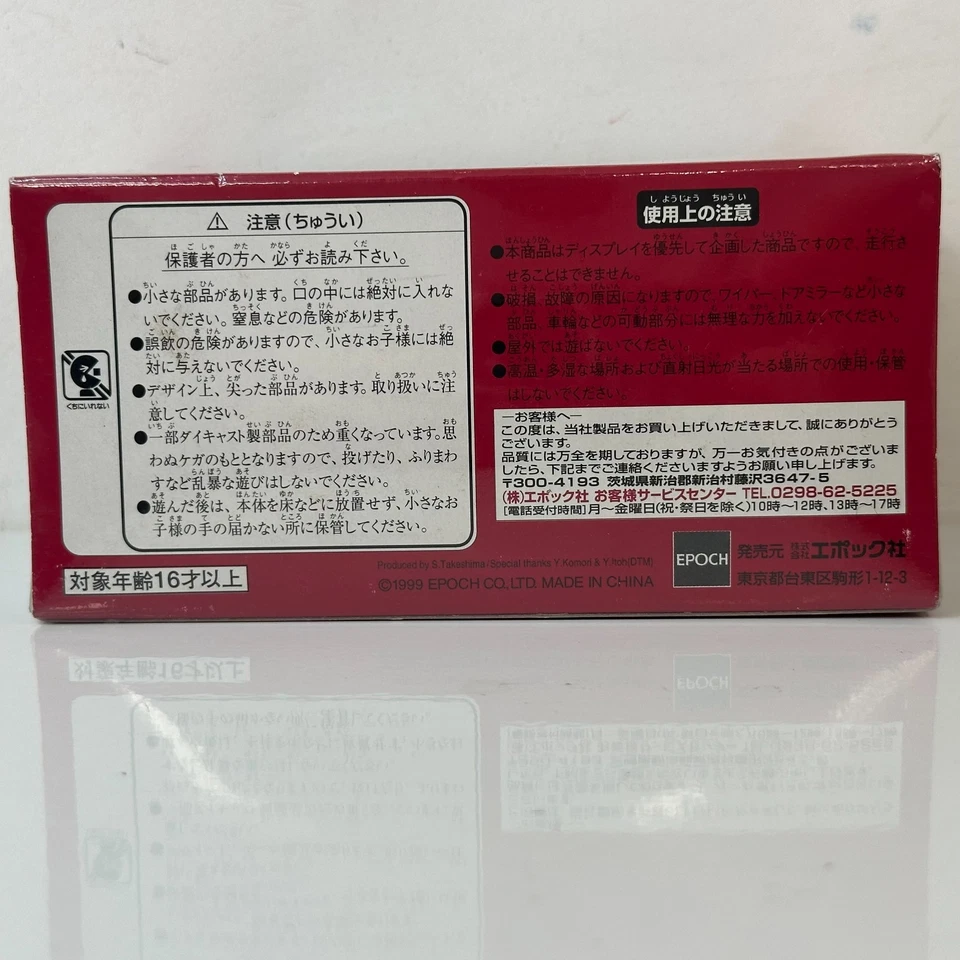 ⚠ 注意(ちゅうい)
保護者の方へ 必ずお読み下さい。
●小さな部品があります。口の中には絶対に入れな
いでください。窒息などの危険があります。
●誤飲の危険がありますので、小さなお子様には絶
対に与えないでください。
●デザイン上、尖った部品があります。取り扱いに注
意してください。
●一部ダイキャスト製部品のため重くなっています。思
わぬケガのもととなりますので、投げたり、ふりまわ
すなど乱暴な遊びはしないでください。
●遊んだ後は、本体を床などに放置せず、小さなお
子様の手の届かない所に保管してください。
くちにいれない
対象年齢16才以上
使用上の注意
●本商品はディスプレイを優先して企画した商品ですので、走行さ
せることはできません。
●破損、故障の原因になりますので、ワイパー、ドアミラーなど小さな
部品、車輪などの可動部分には無理な力を加えないでください。
●屋外では遊ばないでください。
●高温・多湿な場所および直射日光が当たる場所での使用・保管
はしないでください。
―お客様へ―
この度は、当社製品をお買い上げいただきまして、誠にありがとう
ございます。
品質には万全を期しておりますが、万一お気付きの点がございま
したら、下記までご連絡くださいますようお願い申し上げます。
〒300-4193 茨城県新治郡新治村藤沢3647-5
(株)エポック社 お客様サービスセンター TEL.0298-62-5225
[電話受付時間]月~金曜日(祝・祭日を除く)10時~12時、13時~17時
Produced by S.Takashima/Special thanks Y.Komori & Y.Itoh(DTM)
©1999 EPOCH CO.,LTD. MADE IN CHINA
EPOCH
発売元 株式会社エポック社
東京都台東区駒形1-12-3